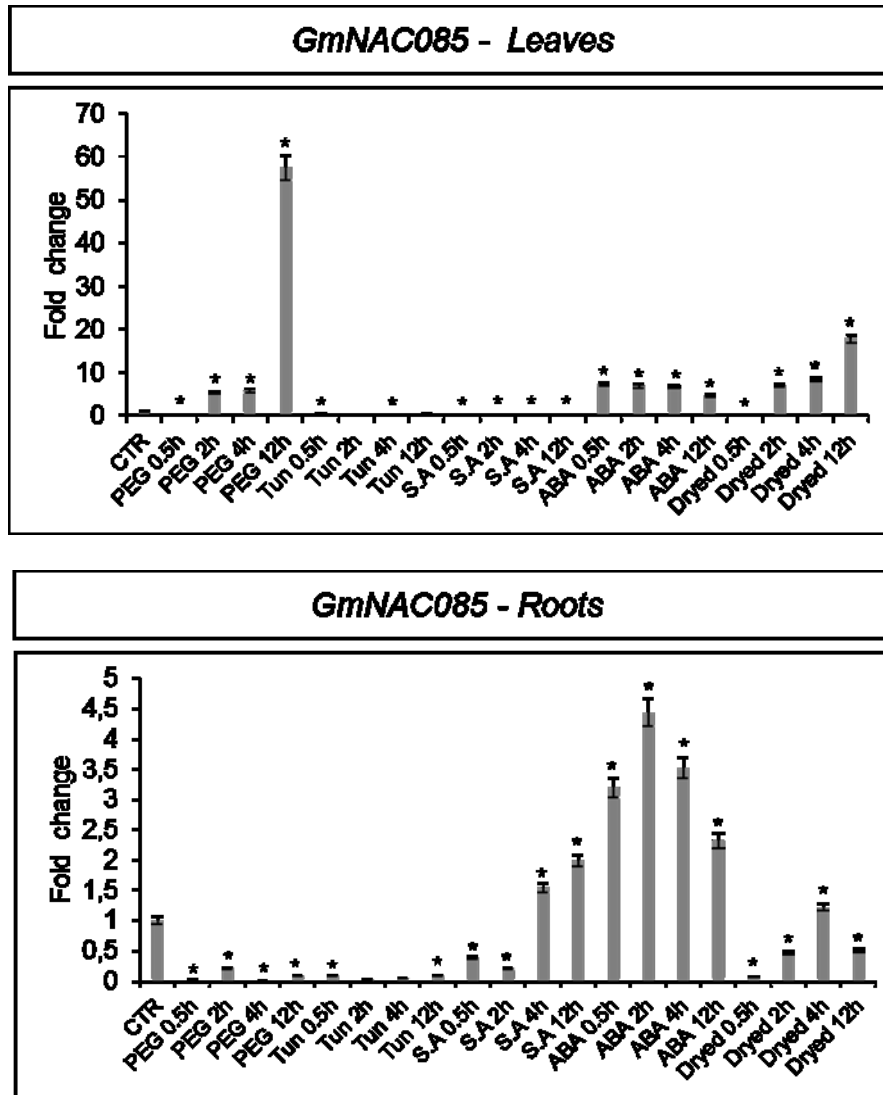 GmNAC085 - Leaves
Fold change
70
60
50
40
30
20
10
0
* * * * * * * * * * * * * * * * * *
CTR
PEG 0.5h
PEG 2h
PEG 4h
PEG 12h
Tun 0.5h
Tun 2h
Tun 4h
Tun 12h
S.A 0.5h
S.A 2h
S.A 4h
S.A 12h
ABA 0.5h
ABA 2h
ABA 4h
ABA 12h
Dryed 0.5h
Dryed 2h
Dryed 4h
Dryed 12h
GmNAC085 - Roots
Fold change
5
4,5
4
3,5
3
2,5
2
1,5
1
0,5
0
* * * * * * * * * * * * * * * * * *
CTR
PEG 0.5h
PEG 2h
PEG 4h
PEG 12h
Tun 0.5h
Tun 2h
Tun 4h
Tun 12h
S.A 0.5h
S.A 2h
S.A 4h
S.A 12h
ABA 0.5h
ABA 2h
ABA 4h
ABA 12h
Dryed 0.5h
Dryed 2h
Dryed 4h
Dryed 12h